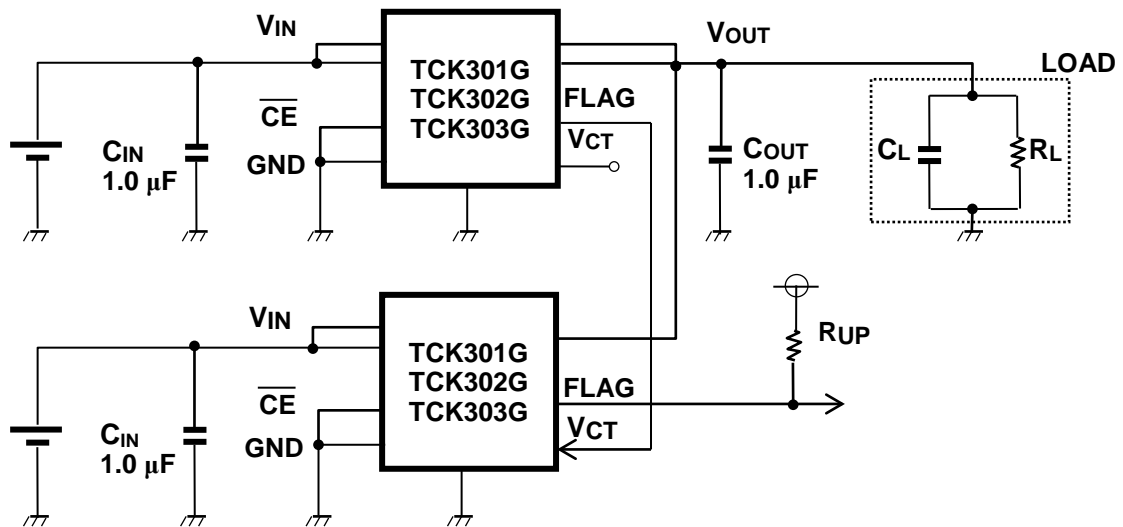 VIN
VOUT
LOAD
TCK301G
TCK302G
TCK303G
FLAG
CE
VCT
CIN
1.0 μF
GND
COUT
1.0 μF
CL
RL
VIN
RUP
TCK301G
TCK302G
TCK303G
FLAG
CE
VCT
CIN
1.0 μF
GND